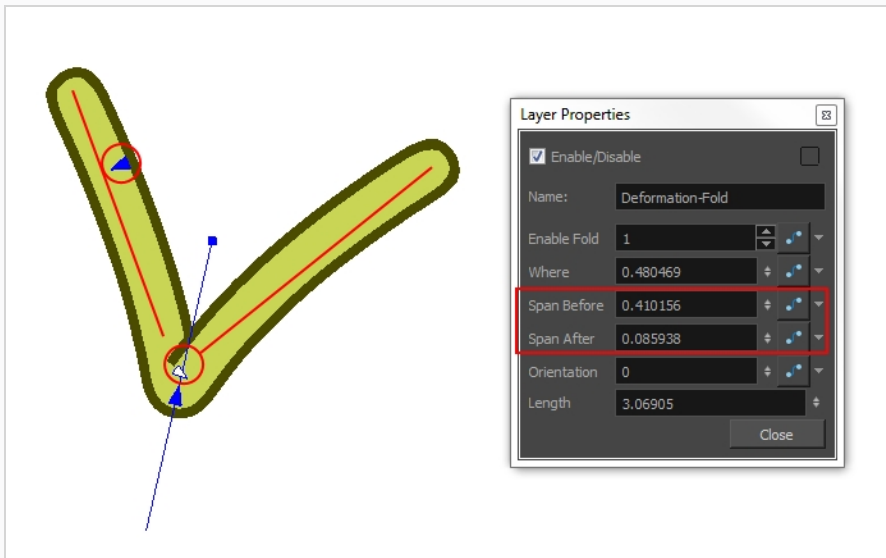 Layer Properties
Enable/Disable
Name: Deformation-Fold
Enable Fold 1
Where 0.480469
Span Before 0.410156
Span After 0.085938
Orientation 0
Length 3.06905
Close